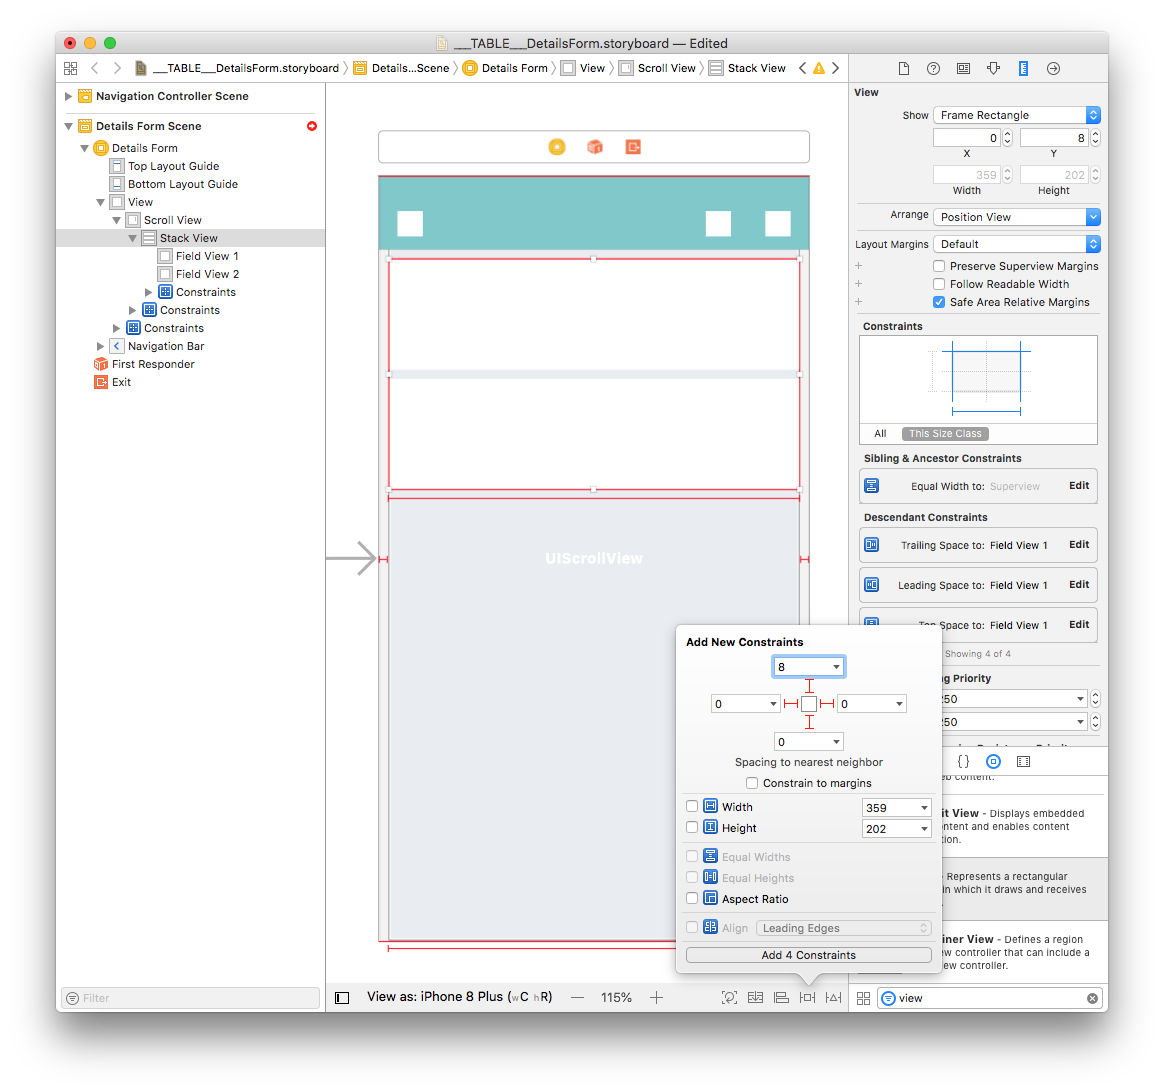 ___TABLE___DetailsForm.storyboard — Edited
___TABLE___DetailsForm.storyboard
Details...Scene
Details Form
View
Scroll View
Stack View
Navigation Controller Scene
Details Form Scene
Details Form
Top Layout Guide
Bottom Layout Guide
View
Scroll View
Stack View
Field View 1
Field View 2
Constraints
Constraints
Constraints
Navigation Bar
First Responder
Exit
Filter
UIScrollView
View as: iPhone 8 Plus (wC hR)
115%
View
Show Frame Rectangle
0 8
X Y
359 202
Width Height
Arrange Position View
Layout Margins Default
Preserve Superview Margins
Follow Readable Width
Safe Area Relative Margins
Constraints
All This Size Class
Sibling & Ancestor Constraints
Equal Width to: Superview Edit
Descendant Constraints
Trailing Space to: Field View 1 Edit
Leading Space to: Field View 1 Edit
Space to: Field View 1 Edit
Showing 4 of 4
g Priority
50
50
{}
eb content.
it View - Displays embedded
ntent and enables content
tion.
- Represents a rectangular
in which it draws and receives
iner View - Defines a region
ew controller that can include a
ew controller.
view
Add New Constraints
8
0 0
0
Spacing to nearest neighbor
Constrain to margins
Width 359
Height 202
Equal Widths
Equal Heights
Aspect Ratio
Align Leading Edges
Add 4 Constraints